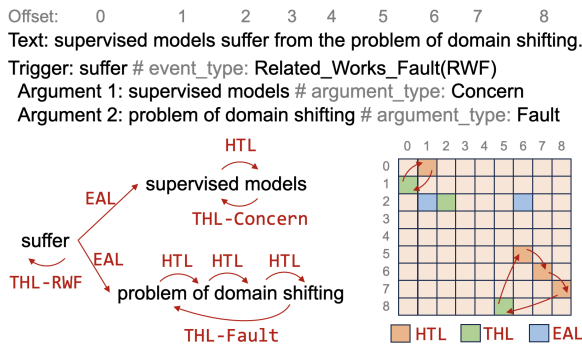 Offset: 0 1 2 3 4 5 6 7 8
Text: supervised models suffer from the problem of domain shifting.
Trigger: suffer # event_type: Related_Works_Fault(RWF)
Argument 1: supervised models # argument_type: Concern
Argument 2: problem of domain shifting # argument_type: Fault
HTL
supervised models
THL-Concern
EAL
suffer
THL-RWF
EAL
HTL HTL HTL
problem of domain shifting
THL-Fault
0 1 2 3 4 5 6 7 8
0
1
2
3
4
5
6
7
8
HTL THL EAL